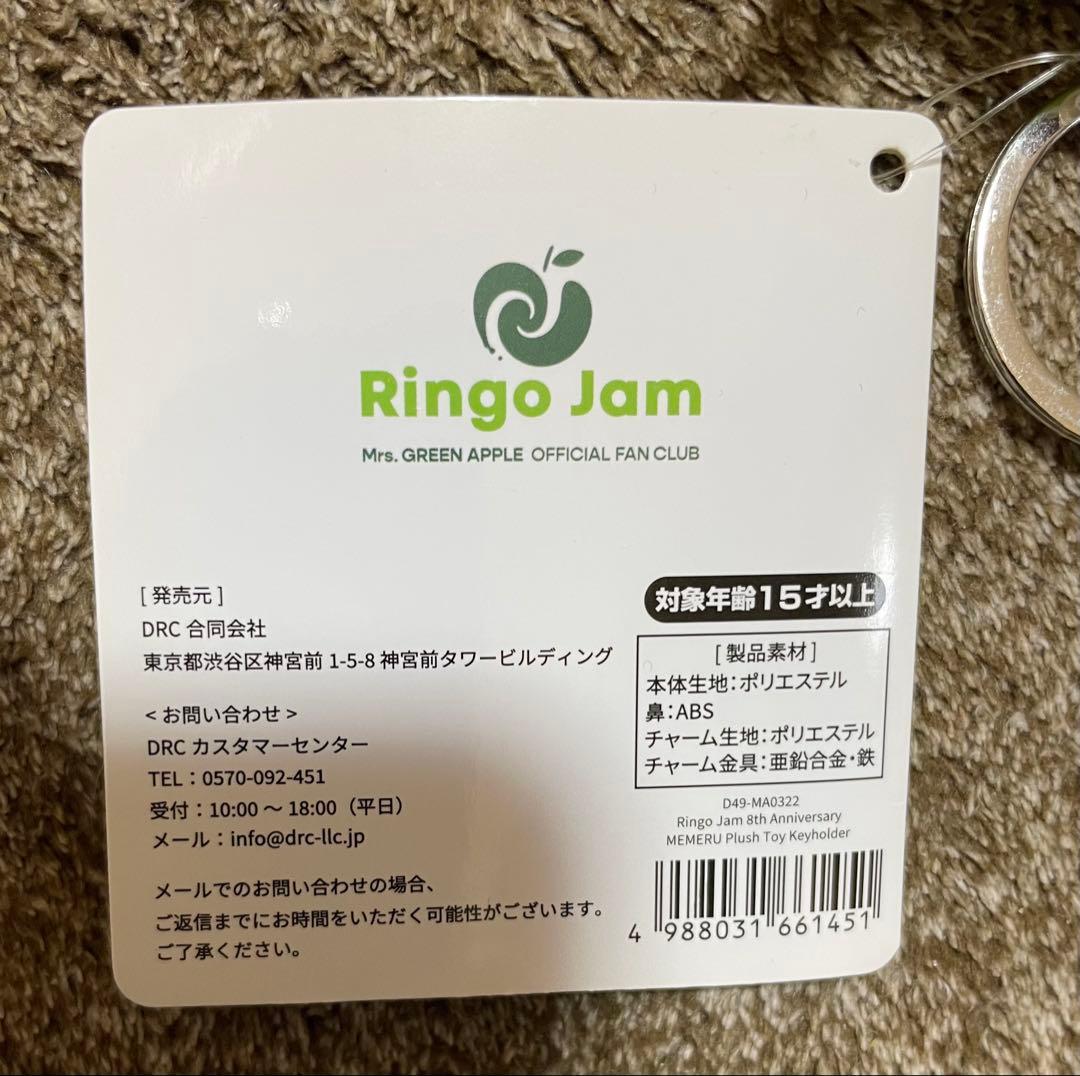 Ringo Jam
Mrs. GREEN APPLE OFFICIAL FAN CLUB
[ 発売元 ]
DRC 合同会社
東京都渋谷区神宮前 1-5-8 神宮前タワービルディング
< お問い合わせ >
DRC カスタマーセンター
TEL：0570-092-451
受付：10:00 〜 18:00（平日）
メール：info@drc-llc.jp
メールでのお問い合わせの場合、
ご返信までにお時間をいただく可能性がございます。
ご了承ください。
対象年齢15才以上
[ 製品素材 ]
本体生地：ポリエステル
鼻：ABS
チャーム生地：ポリエステル
チャーム金具：亜鉛合金・鉄
D49-MA0322
Ringo Jam 8th Anniversary
MEMERU Plush Toy Keyholder
4 988031 661451